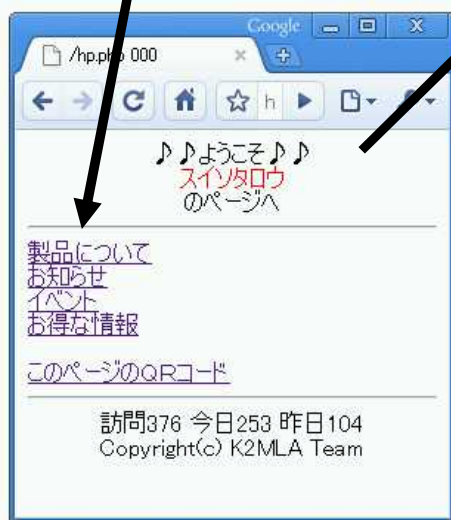 Google
/hp.php 000
h
♪♪ようこそ♪♪
スイソタロウ
のページへ
製品について
お知らせ
イベント
お得な情報
このページのQRコード
訪問376 今日253 昨日104
Copyright(c) K2MLA Team